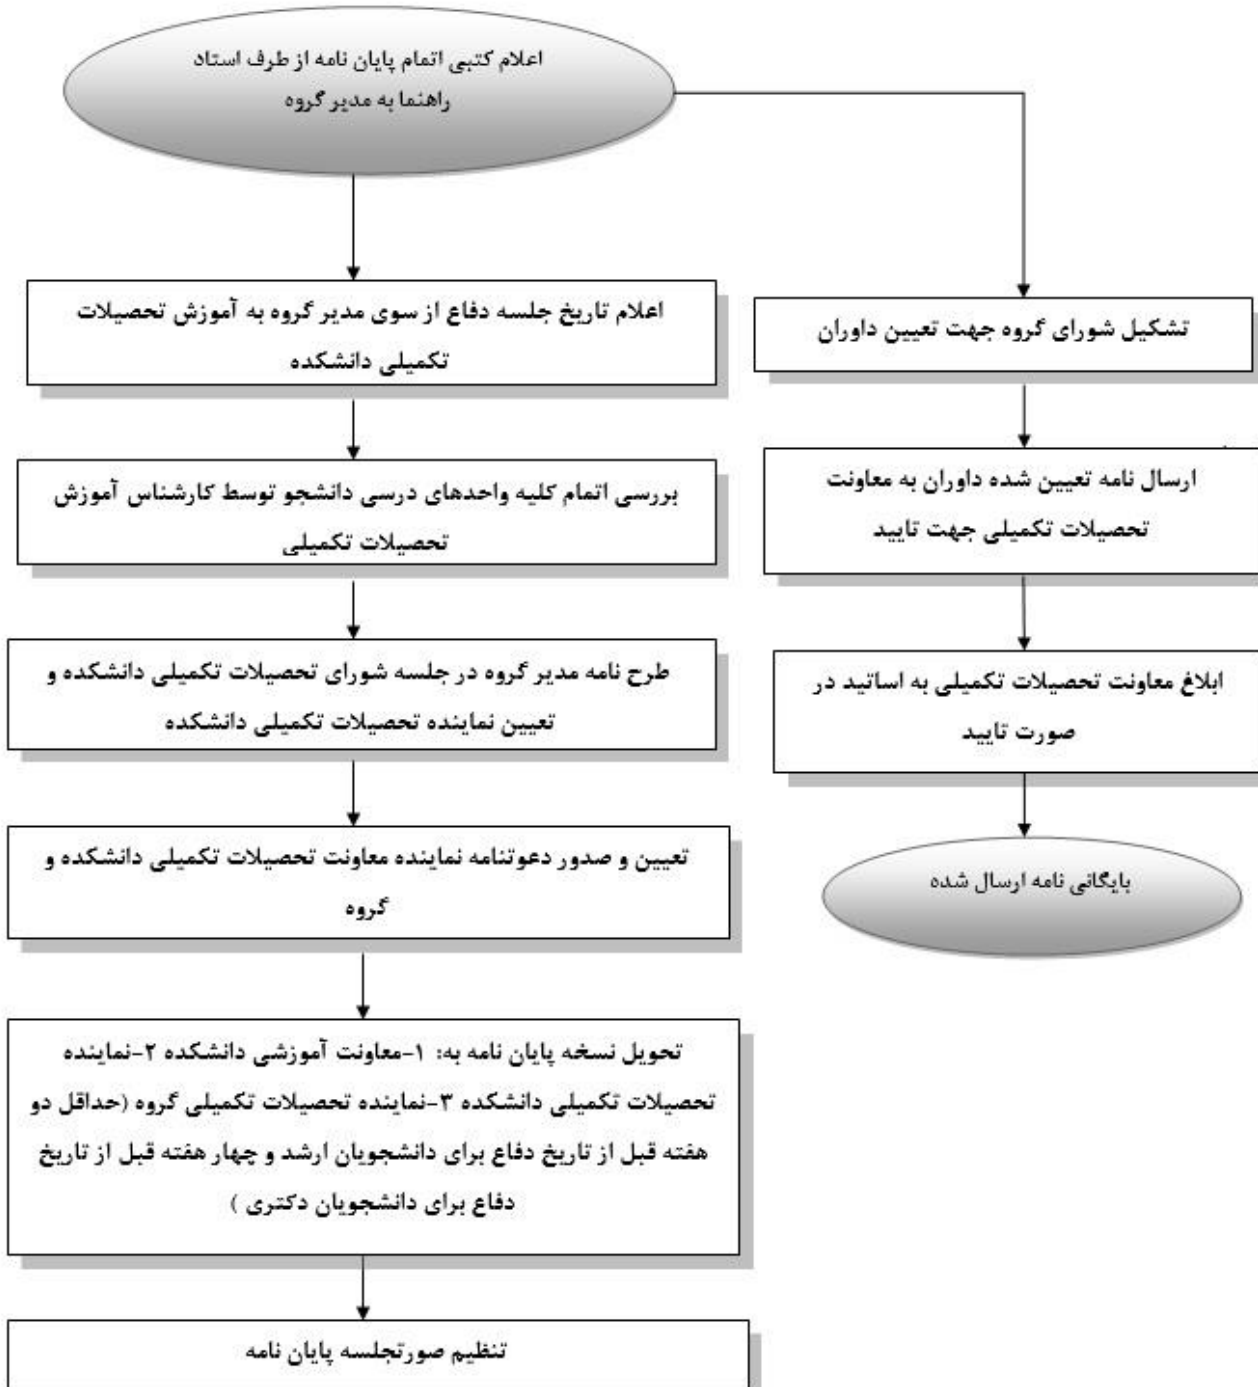 اعلام کتبی اتمام پایان نامه از طرف استاد
راهنما به مدیر گروه
اعلام تاریخ جلسه دفاع از سوی مدیر گروه به آموزش تحصیلات
تکمیلی دانشکده
بررسی اتمام کلیه واحدهای درسی دانشجو توسط کارشناس آموزش
تحصیلات تکمیلی
طرح نامه مدیر گروه در جلسه شورای تحصیلات تکمیلی دانشکده و
تعیین نماینده تحصیلات تکمیلی دانشکده
تعیین و صدور دعوتنامه نماینده معاونت تحصیلات تکمیلی دانشکده و
گروه
تحویل نسخه پایان نامه به: ۱-معاونت آموزشی دانشکده ۲-نماینده
تحصیلات تکمیلی دانشکده ۳-نماینده تحصیلات تکمیلی گروه (حداقل دو
هفته قبل از تاریخ دفاع برای دانشجویان ارشد و چهار هفته قبل از تاریخ
دفاع برای دانشجویان دکتری )
تنظیم صورتجلسه پایان نامه
تشکیل شورای گروه جهت تعیین داوران
ارسال نامه تعیین شده داوران به معاونت
تحصیلات تکمیلی جهت تایید
ابلاغ معاونت تحصیلات تکمیلی به اساتید در
صورت تایید
بایگانی نامه ارسال شده